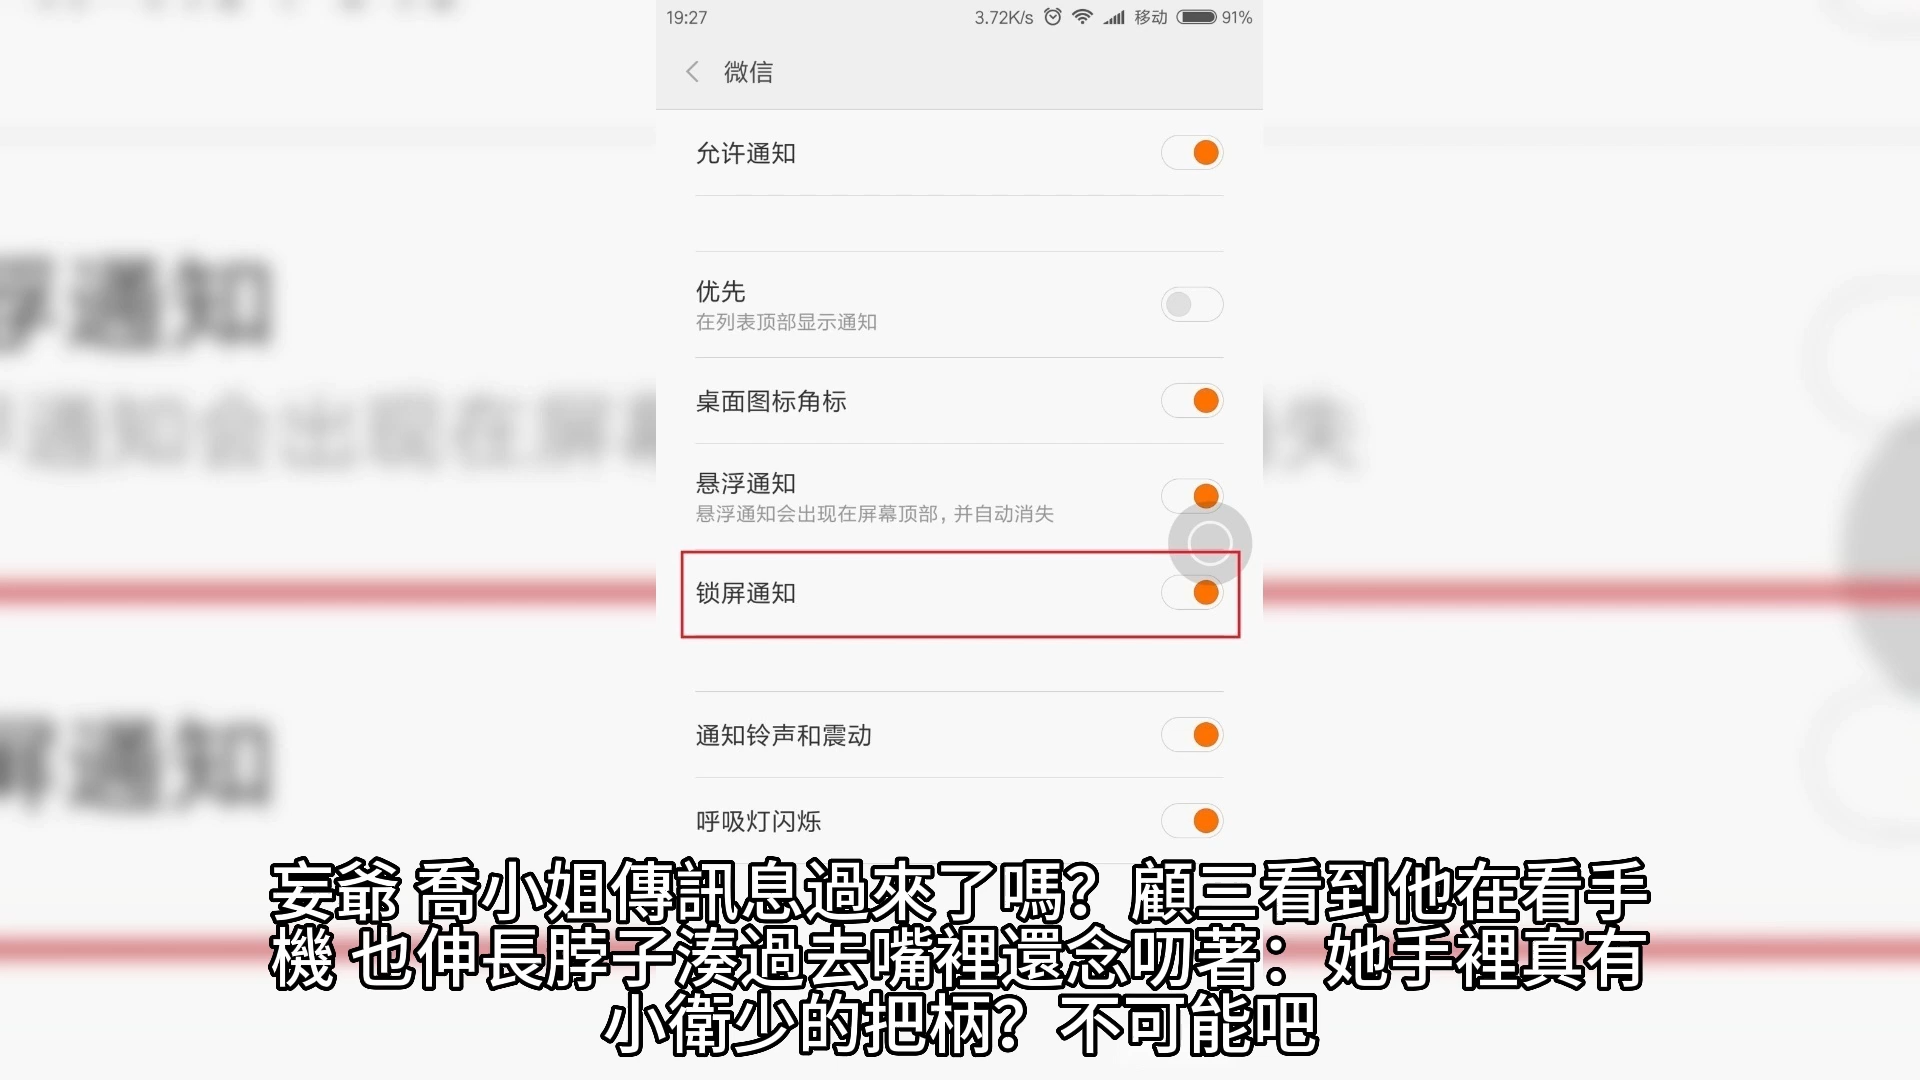 19:27
3.72K/s 移动 91%
微信
允许通知
优先
在列表顶部显示通知
桌面图标角标
悬浮通知
悬浮通知会出现在屏幕顶部，并自动消失
锁屏通知
通知铃声和震动
呼吸灯闪烁
妄爺 喬小姐傳訊息過來了嗎？顧三看到他在看手
機 也伸長脖子湊過去嘴裡還念叨著：她手裡真有
小衛少的把柄？不可能吧